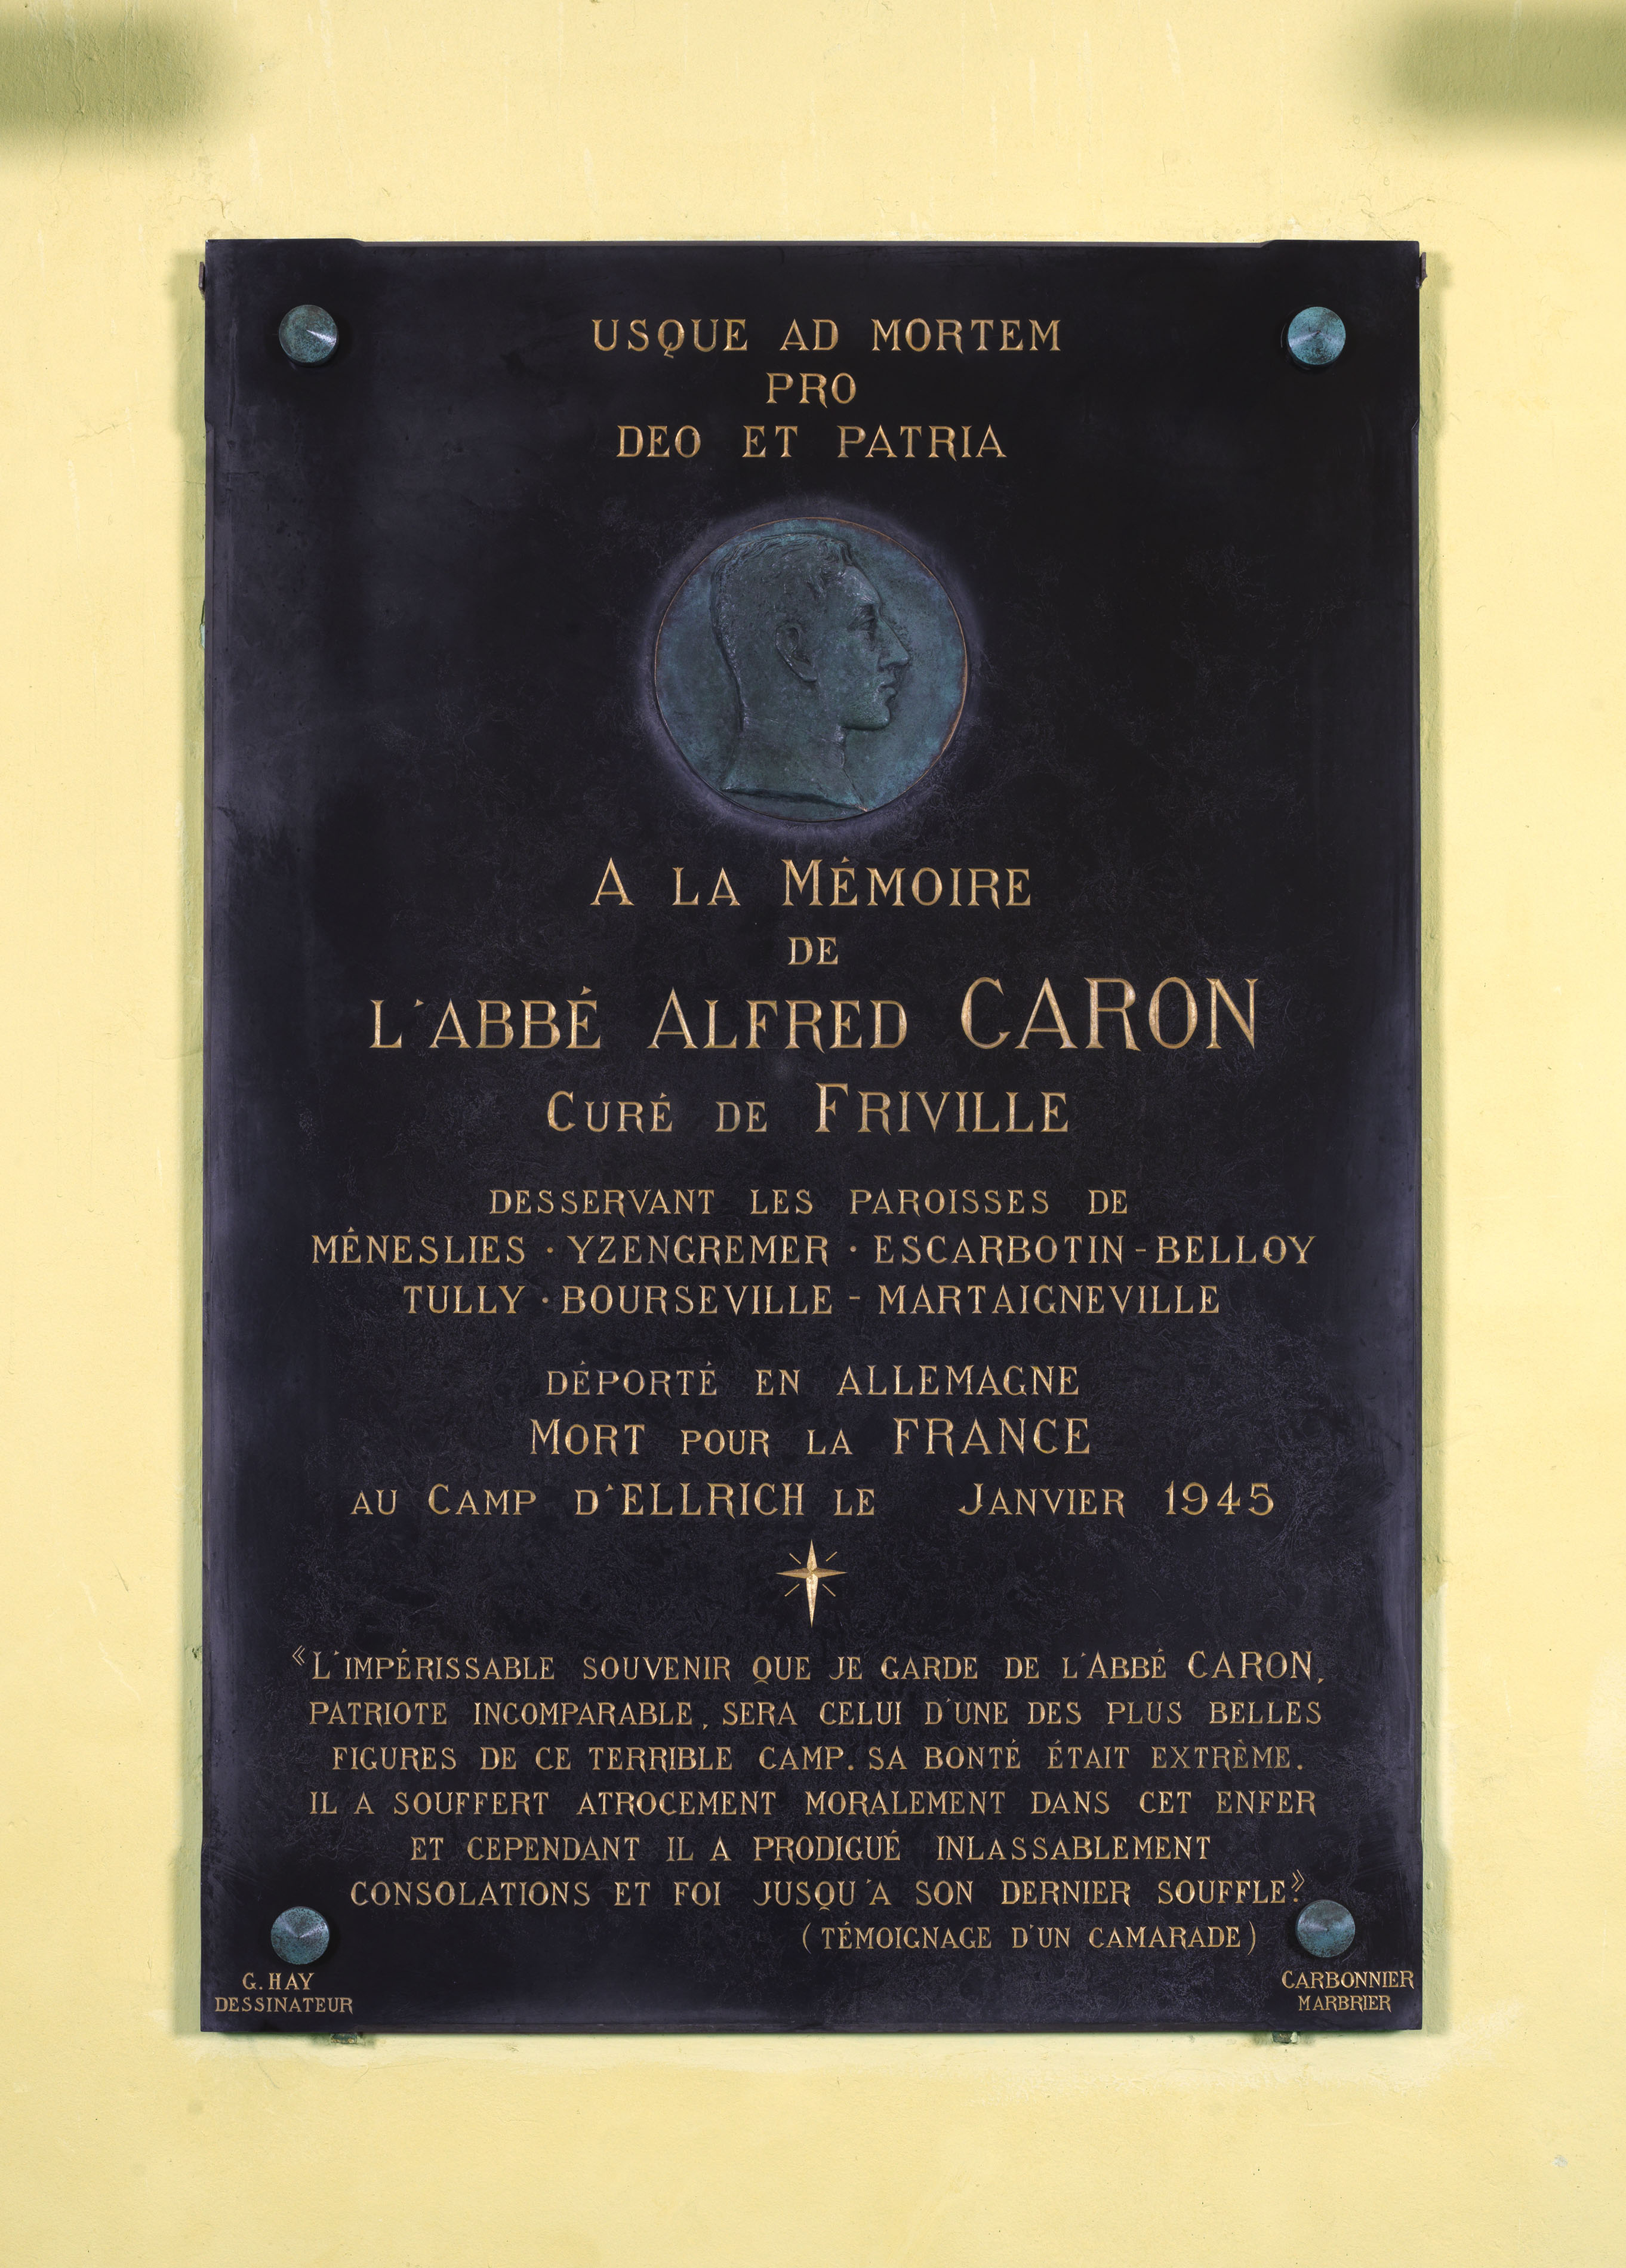 USQUE AD MORTEM
PRO
DEO ET PATRIA
A LA MÉMOIRE
DE
L'ABBÉ ALFRED CARON
CURÉ DE FRIVILLE
DESSERVANT LES PAROISSES DE
MÉNESLIES · YZENGREMER · ESCARBOTIN - BELLOY
TULLY · BOURSEVILLE - MARTAIGNEVILLE
DÉPORTÉ EN ALLEMAGNE
MORT POUR LA FRANCE
AU CAMP D'ELLRICH LE JANVIER 1945
« L'IMPÉRISSABLE SOUVENIR QUE JE GARDE DE L'ABBÉ CARON,
PATRIOTE INCOMPARABLE, SERA CELUI D'UNE DES PLUS BELLES
FIGURES DE CE TERRIBLE CAMP. SA BONTÉ ÉTAIT EXTRÈME.
IL A SOUFFERT ATROCEMENT MORALEMENT DANS CET ENFER
ET CEPENDANT IL A PRODIGUÉ INLASSABLEMENT
CONSOLATIONS ET FOI JUSQU'A SON DERNIER SOUFFLE. »
(TÉMOIGNAGE D'UN CAMARADE)
G. HAY
DESSINATEUR
CARBONNIER
MARBRIER